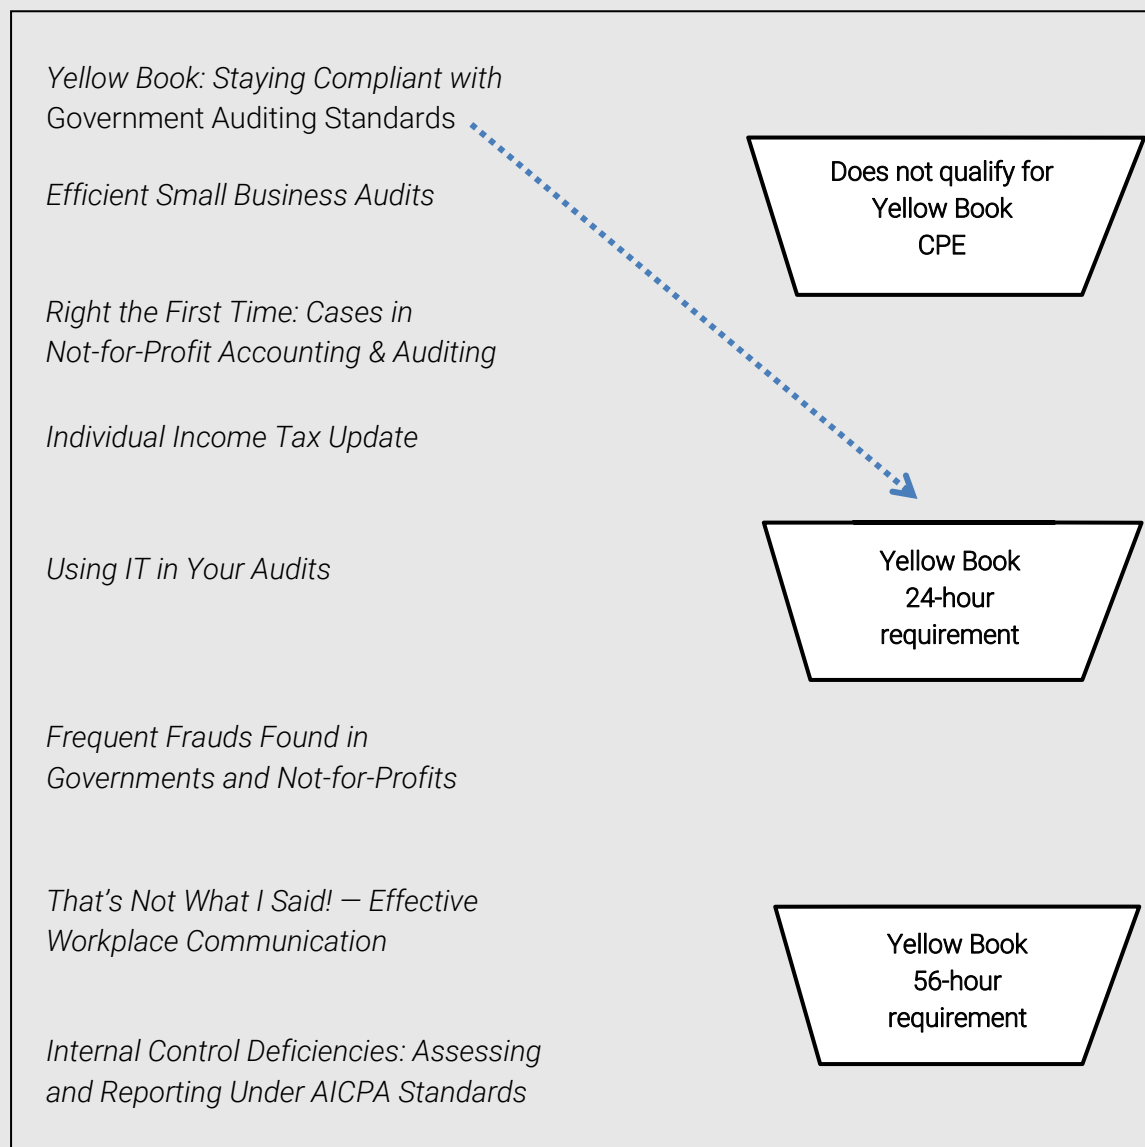 Yellow Book: Staying Compliant with
Government Auditing Standards
Efficient Small Business Audits
Right the First Time: Cases in
Not-for-Profit Accounting & Auditing
Individual Income Tax Update
Using IT in Your Audits
Frequent Frauds Found in
Governments and Not-for-Profits
That's Not What I Said! — Effective
Workplace Communication
Internal Control Deficiencies: Assessing
and Reporting Under AICPA Standards
Does not qualify for
Yellow Book
CPE
Yellow Book
24-hour
requirement
Yellow Book
56-hour
requirement